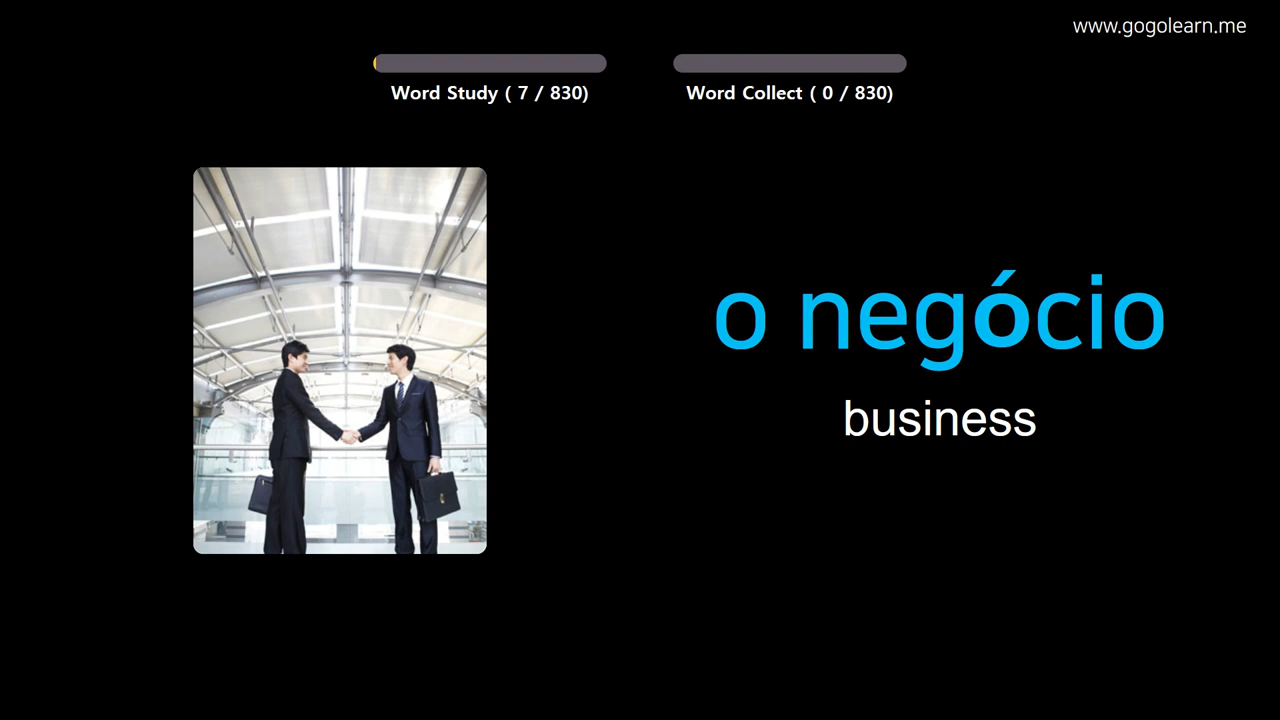 www.gogolearn.me
Word Study ( 7 / 830)
Word Collect ( 0 / 830)
o negócio
business